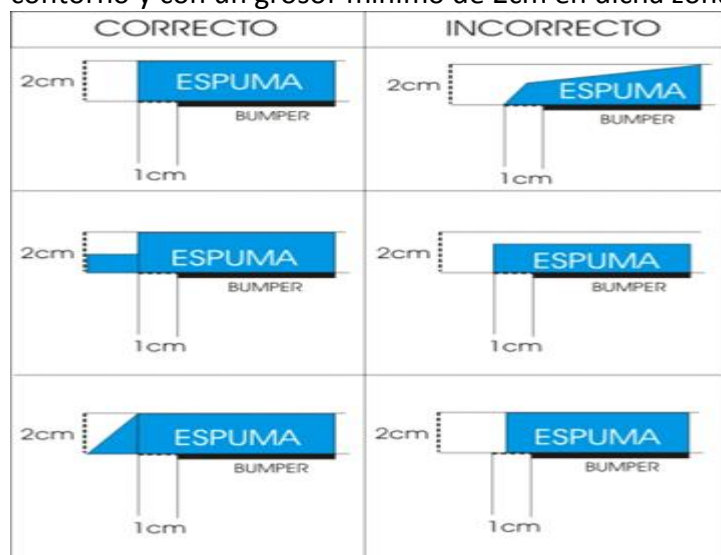 contorno y con un grosor mínimo de 2cm en dicha zona
CORRECTO INCORRECTO
2cm ESPUMA 2cm ESPUMA
BUMPER BUMPER
1cm 1cm
2cm ESPUMA 2cm ESPUMA
BUMPER BUMPER
1cm 1cm
2cm ESPUMA 2cm ESPUMA
BUMPER BUMPER
1cm 1cm